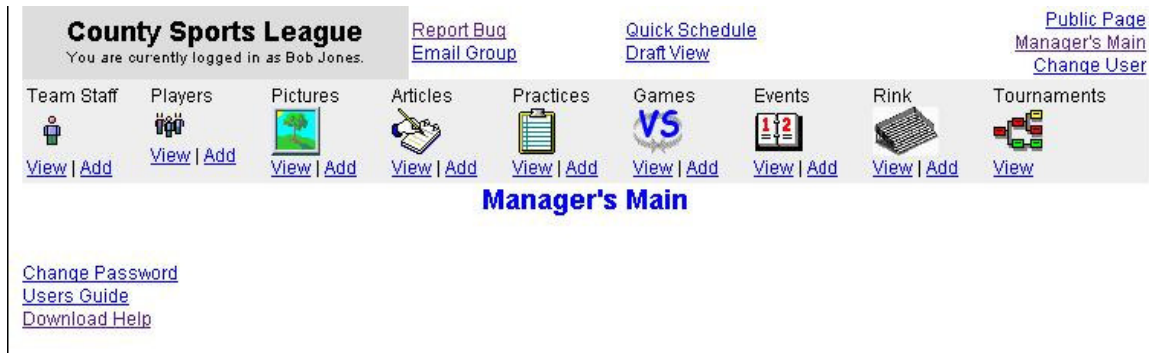 County Sports League
You are curently logged in as Bob Jones.
Report Bug
Email Group
Quick Schedule
Draft View
Public Page
Manager's Main
Change User
Team Staff Players Pictures Articles Practices Games Events Rink Tournaments
VS 1 2
View | Add View | Add View | Add View | Add View | Add View | Add View | Add View | Add View
Manager's Main
Change Password
Users Guide
Download Help